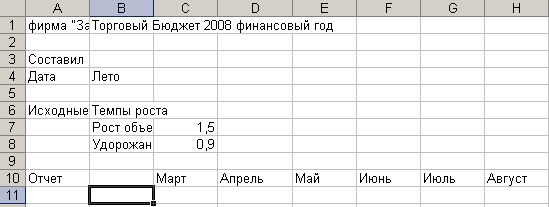 A B C D E F G H
1 фирма "За Торговый Бюджет 2008 финансовый год
2
3 Составил
4 Дата Лето
5
6 Исходные Темпы роста
7 Рост объе 1,5
8 Удорожан 0,9
9
10 Отчет Март Апрель Май Июнь Июль Август
11